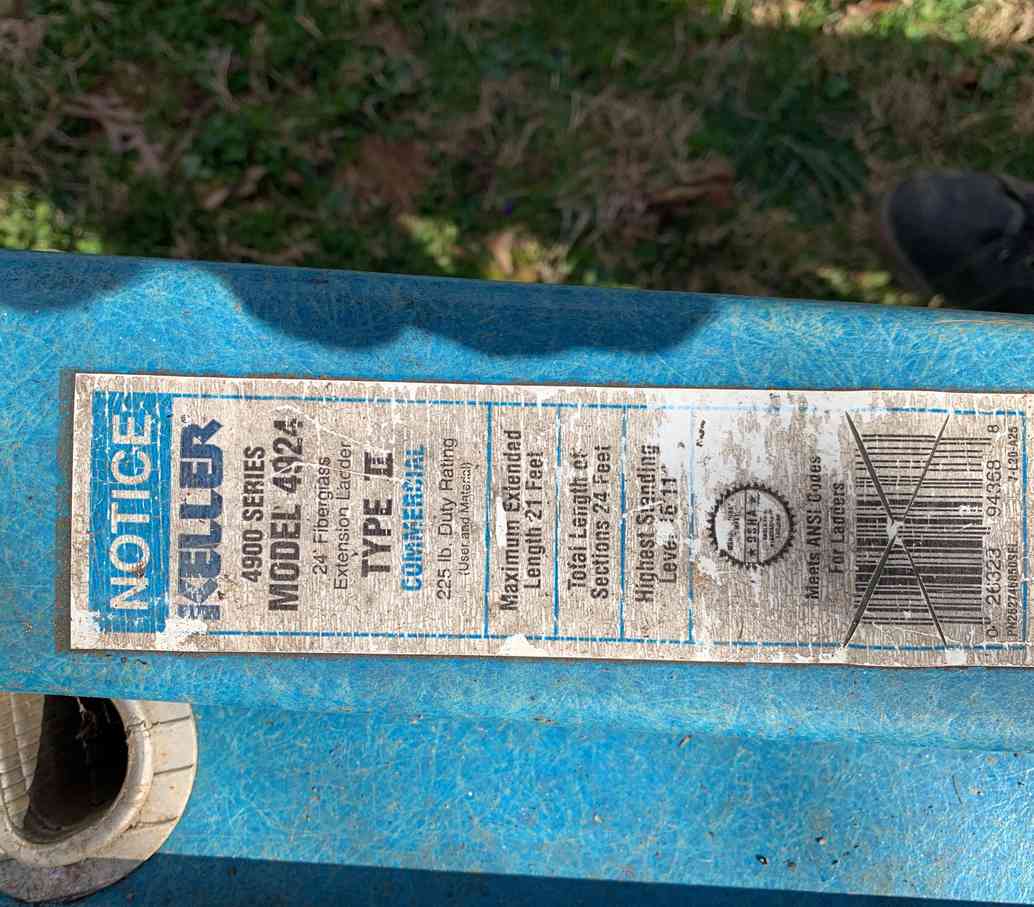 NOTICE
KELLER
4900 SERIES
MODEL 4924
24' Fiberglass
Extension Ladder
TYPE II
COMMERCIAL
225 lb. Duty Rating
(User and Material)
Maximum Extended
Length 21 Feet
Total Length of
Sections 24 Feet
Highest Standing
Level 16'11"
Meets ANSI Codes
For Ladders
0 26323 94368 8